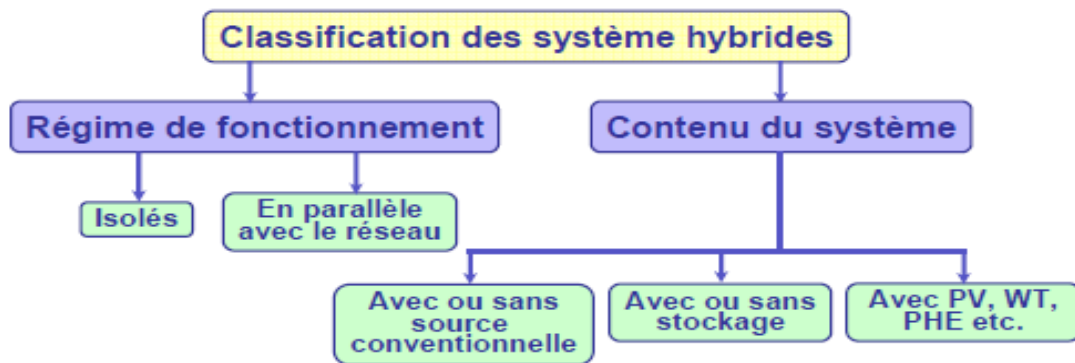 Classification des système hybrides
Régime de fonctionnement
Contenu du système
Isolés
En parallèle
avec le réseau
Avec ou sans
source
conventionnelle
Avec ou sans
stockage
Avec PV, WT,
PHE etc.